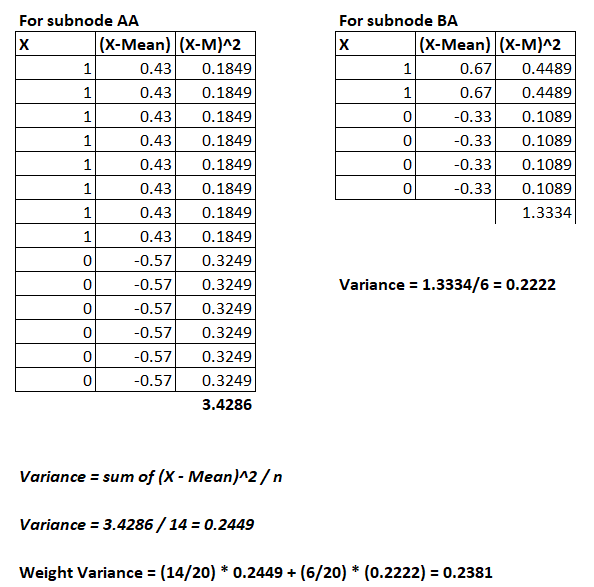 For subnode AA
X (X-Mean) (X-M)^2
1 0.43 0.1849
1 0.43 0.1849
1 0.43 0.1849
1 0.43 0.1849
1 0.43 0.1849
1 0.43 0.1849
1 0.43 0.1849
1 0.43 0.1849
0 -0.57 0.3249
0 -0.57 0.3249
0 -0.57 0.3249
0 -0.57 0.3249
0 -0.57 0.3249
0 -0.57 0.3249
3.4286
For subnode BA
X (X-Mean) (X-M)^2
1 0.67 0.4489
1 0.67 0.4489
0 -0.33 0.1089
0 -0.33 0.1089
0 -0.33 0.1089
0 -0.33 0.1089
1.3334
Variance = 1.3334/6 = 0.2222
Variance = sum of (X - Mean)^2 / n
Variance = 3.4286 / 14 = 0.2449
Weight Variance = (14/20) * 0.2449 + (6/20) * (0.2222) = 0.2381